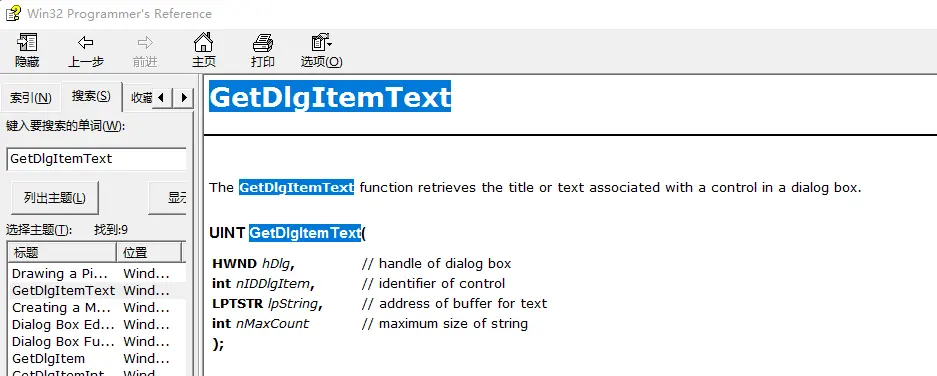 Win32 Programmer's Reference
隐藏 上一步 前进 主页 打印 选项(O)
索引(N) 搜索(S) 收藏
键入要搜索的单词(W):
GetDlgItemText
列出主题(L) 显示
选择主题(T): 找到:9
标题 位置
Drawing a Pi... Wind...
GetDlgItemText Wind...
Creating a M... Wind...
Dialog Box Ed... Wind...
Dialog Box Fu... Wind...
GetDlgItem Wind...
GetDlgItemInt Wind...
GetDlgItemText
The GetDlgItemText function retrieves the title or text associated with a control in a dialog box.
UINT GetDlgItemText(
HWND hDlg, // handle of dialog box
int nIDDlgItem, // identifier of control
LPTSTR lpString, // address of buffer for text
int nMaxCount // maximum size of string
);